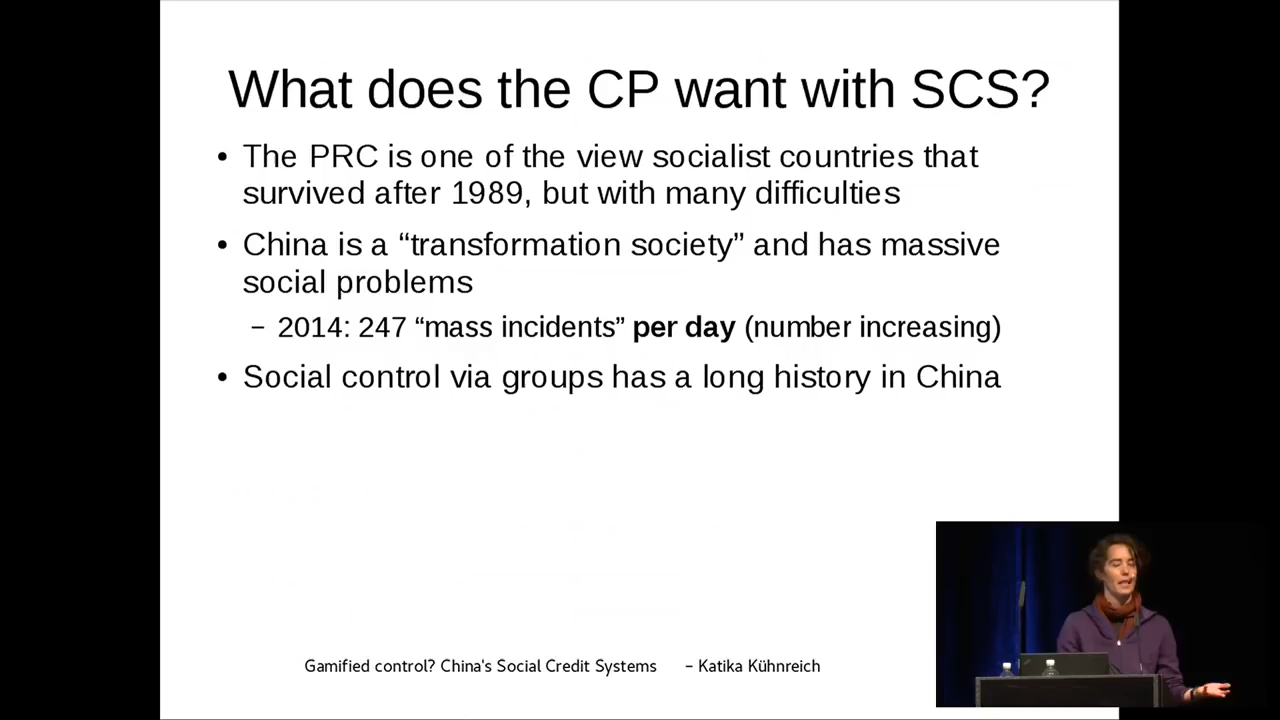 What does the CP want with SCS?
• The PRC is one of the view socialist countries that
survived after 1989, but with many difficulties
• China is a “transformation society” and has massive
social problems
– 2014: 247 “mass incidents” per day (number increasing)
• Social control via groups has a long history in China
Gamified control? China's Social Credit Systems – Katika Kühnreich